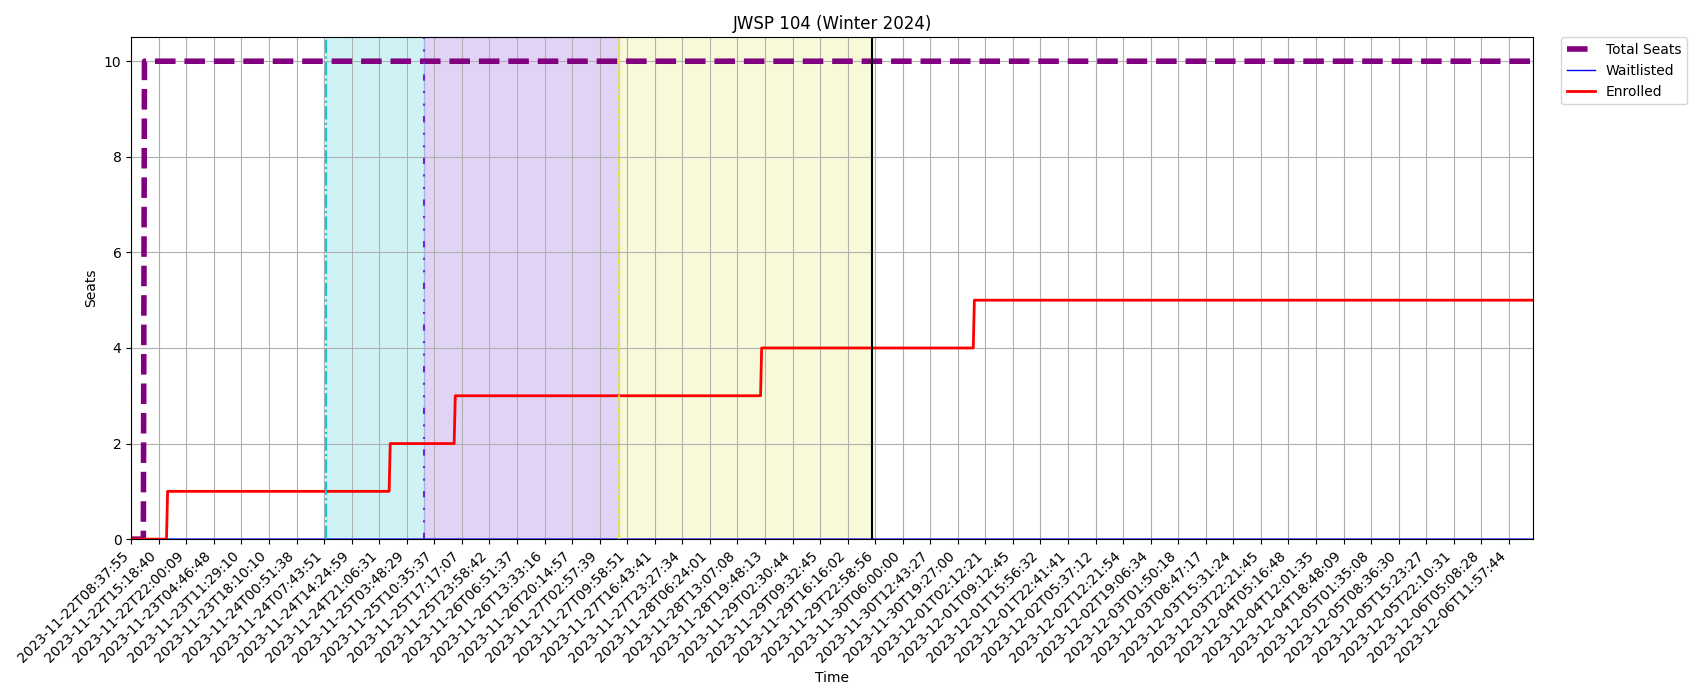 JWSP 104 (Winter 2024)
Total Seats
Waitlisted
Enrolled
10
8
6
4
2
0
Seats
2023-11-22T08:37:55
2023-11-22T15:18:40
2023-11-22T22:00:09
2023-11-23T04:46:48
2023-11-23T11:29:10
2023-11-23T18:10:10
2023-11-24T00:51:38
2023-11-24T07:43:51
2023-11-24T14:24:59
2023-11-24T21:06:31
2023-11-25T03:48:29
2023-11-25T10:35:37
2023-11-25T17:17:07
2023-11-25T23:58:42
2023-11-26T06:51:37
2023-11-26T13:33:16
2023-11-26T20:14:57
2023-11-27T02:57:39
2023-11-27T09:58:51
2023-11-27T16:43:41
2023-11-27T23:27:34
2023-11-28T06:24:01
2023-11-28T13:07:08
2023-11-28T19:48:13
2023-11-29T02:30:44
2023-11-29T09:32:45
2023-11-29T16:16:02
2023-11-29T22:58:56
2023-11-30T06:00:00
2023-11-30T12:43:27
2023-11-30T19:27:00
2023-12-01T02:12:21
2023-12-01T09:12:45
2023-12-01T15:56:32
2023-12-01T22:41:41
2023-12-02T05:37:12
2023-12-02T12:21:54
2023-12-02T19:06:34
2023-12-03T01:50:18
2023-12-03T08:47:17
2023-12-03T15:31:24
2023-12-03T22:21:45
2023-12-04T05:16:48
2023-12-04T12:01:35
2023-12-04T18:48:09
2023-12-05T01:35:08
2023-12-05T08:36:30
2023-12-05T15:23:27
2023-12-05T22:10:31
2023-12-06T05:08:28
2023-12-06T11:57:44
Time